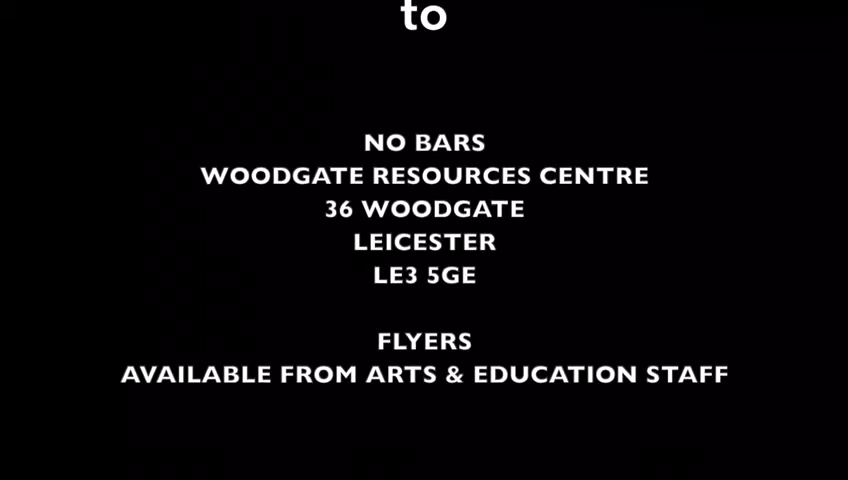 to
NO BARS
WOODGATE RESOURCES CENTRE
36 WOODGATE
LEICESTER
LE3 5GE
FLYERS
AVAILABLE FROM ARTS & EDUCATION STAFF